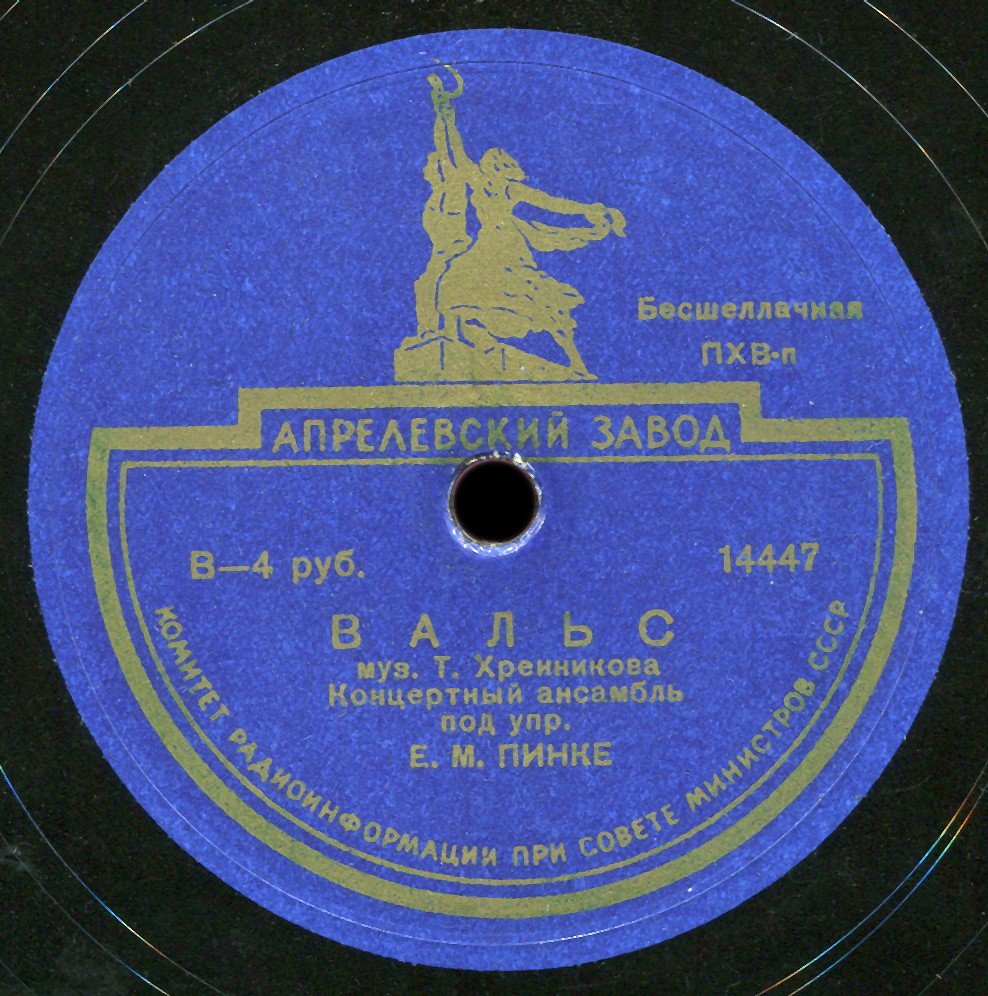 Бесшеллачная
ПХВ-п
АПРЕЛЕВСКИЙ ЗАВОД
В—4 руб.
14447
ВАЛЬС
муз. Т. Хренникова
Концертный ансамбль
под упр.
Е. М. ПИНКЕ
КОМИТЕТ РАДИОИНФОРМАЦИИ ПРИ СОВЕТЕ МИНИСТРОВ СССР